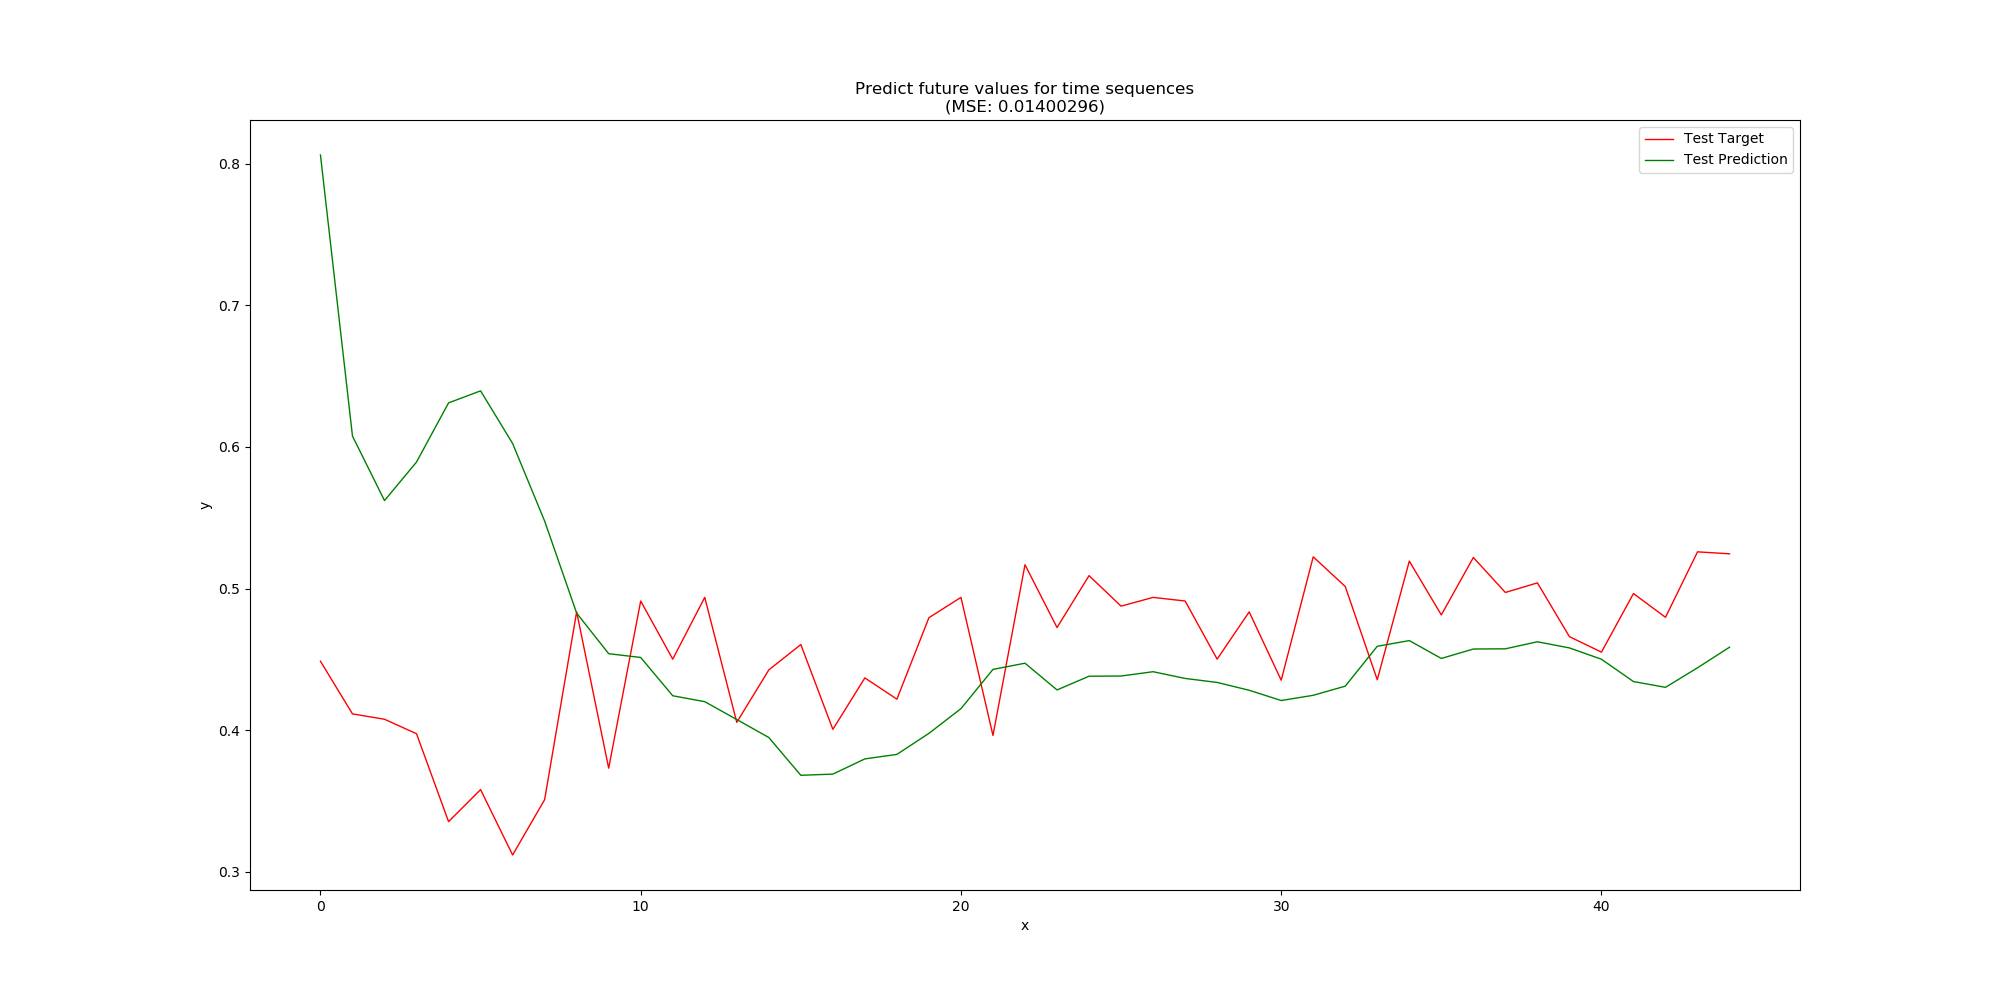 Predict future values for time sequences
(MSE: 0.01400296)
Test Target
Test Prediction
0.8
0.7
0.6
0.5
0.4
0.3
y
0 10 20 30 40
x